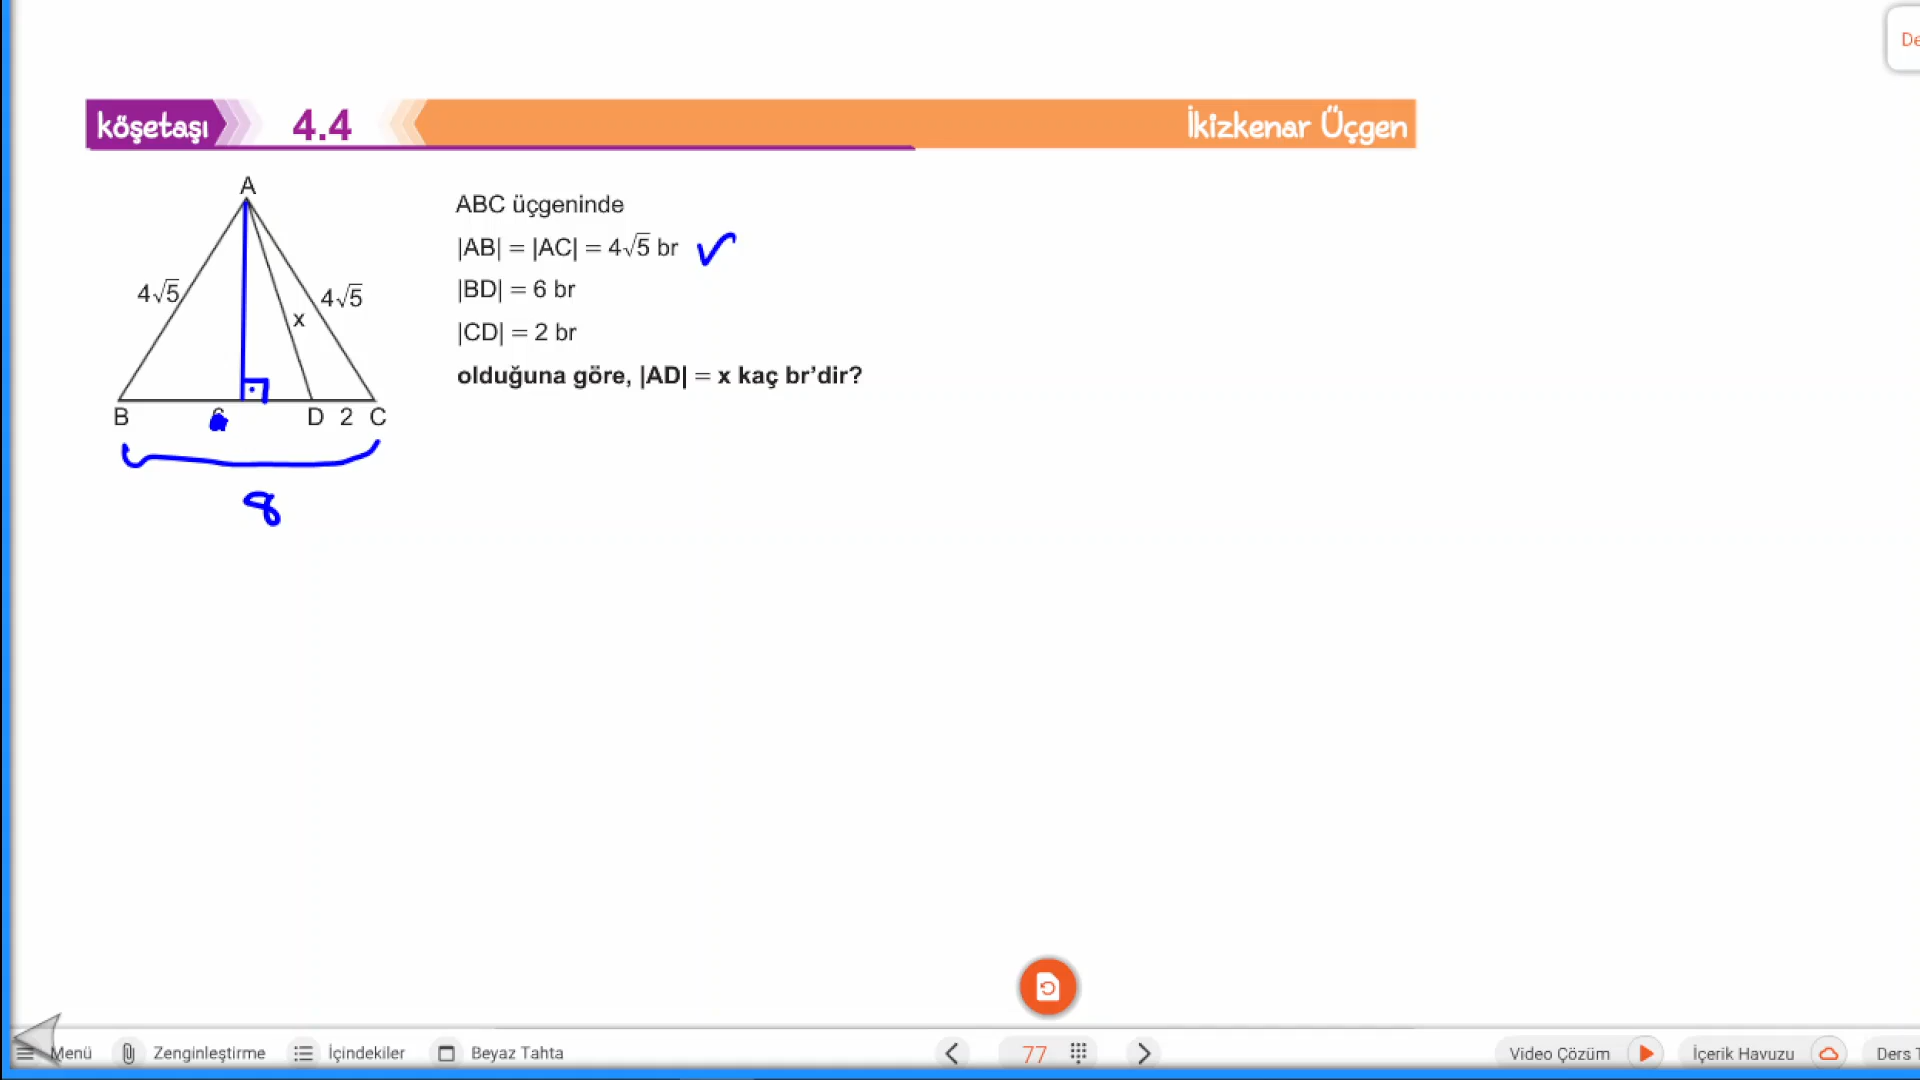 De
köşetaşı 4.4 İkizkenar Üçgen
A
ABC üçgeninde
|AB| = |AC| = 4√5 br ✓
4√5
4√5
|BD| = 6 br
x
|CD| = 2 br
olduğuna göre, |AD| = x kaç br’dir?
B D 2 C
8
Menü Zenginleştirme İçindekiler Beyaz Tahta 77 Video Çözüm İçerik Havuzu Ders